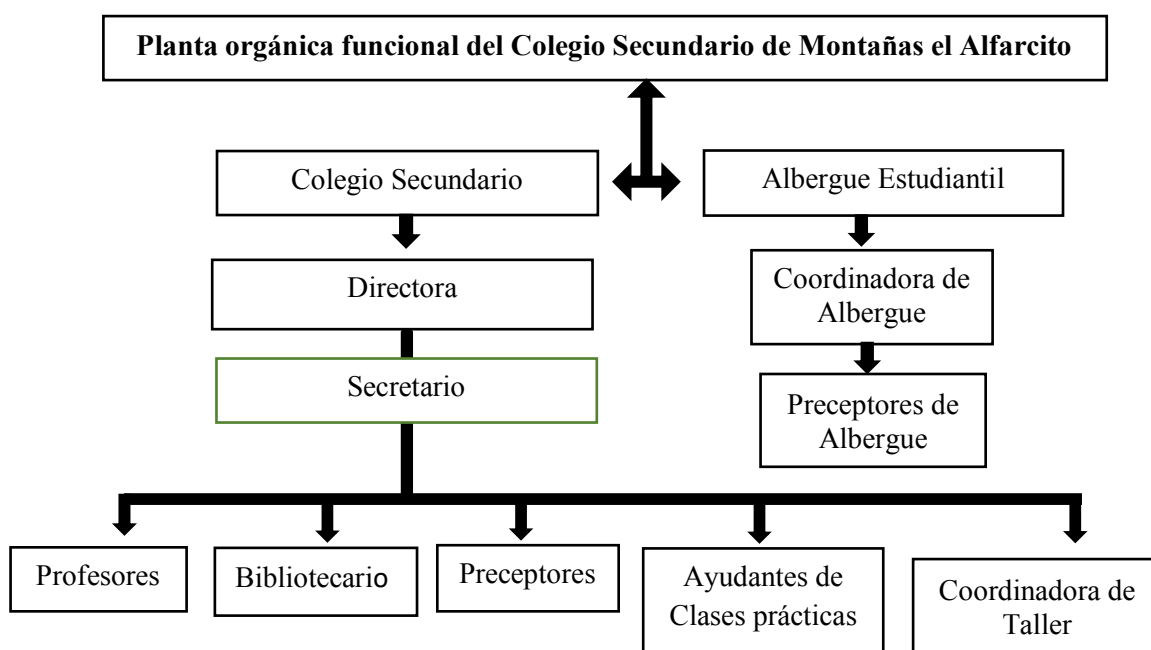 Planta orgánica funcional del Colegio Secundario de Montañas el Alfarcito
Colegio Secundario
Albergue Estudiantil
Directora
Coordinadora de
Albergue
Secretario
Preceptores de
Albergue
Profesores
Bibliotecario
Preceptores
Ayudantes de
Clases prácticas
Coordinadora de
Taller